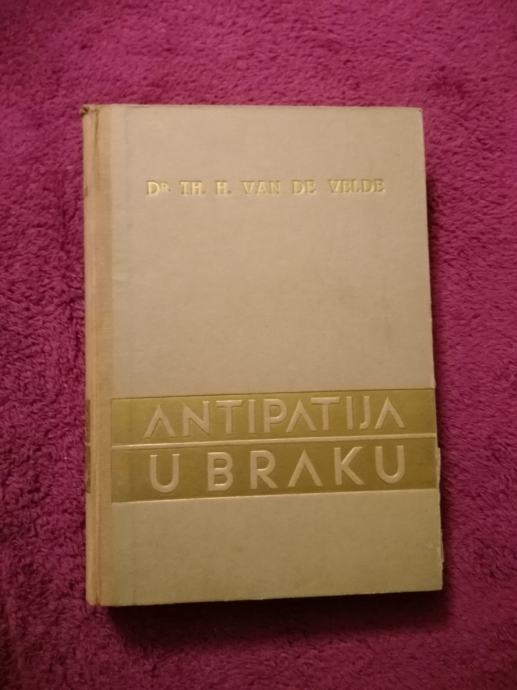 DR. TH. H. VAN DE VELDE
ANTIPATIJA
U BRAKU